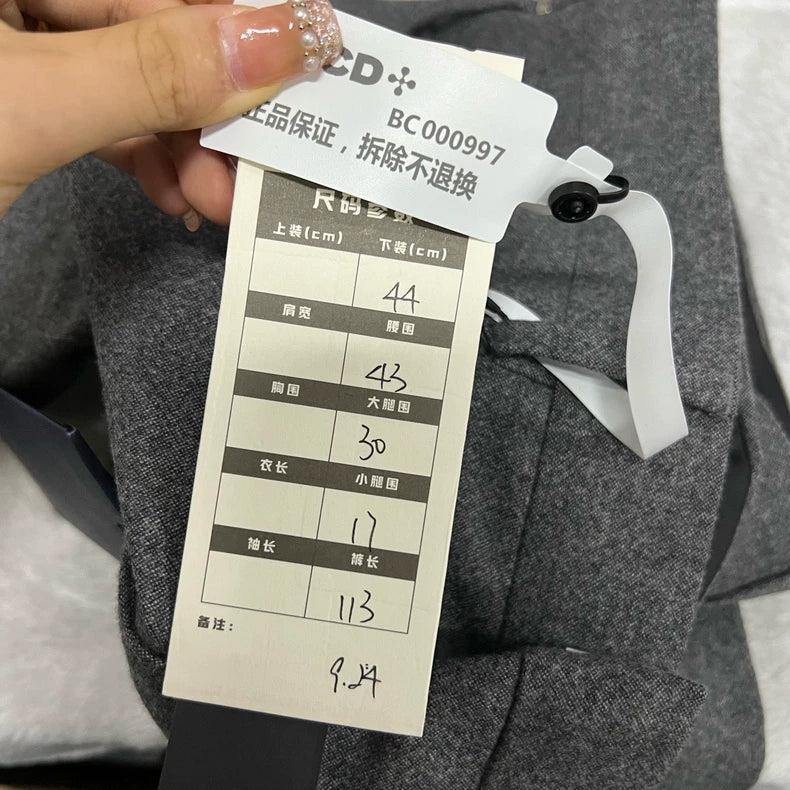 CD
BC000997
正品保证，拆除不退换
尺码参数
上装(cm) 下装(cm)
44
肩宽 腰围
43
胸围 大腿围
30
衣长 小腿围
17
袖长 裤长
113
备注：
9.24